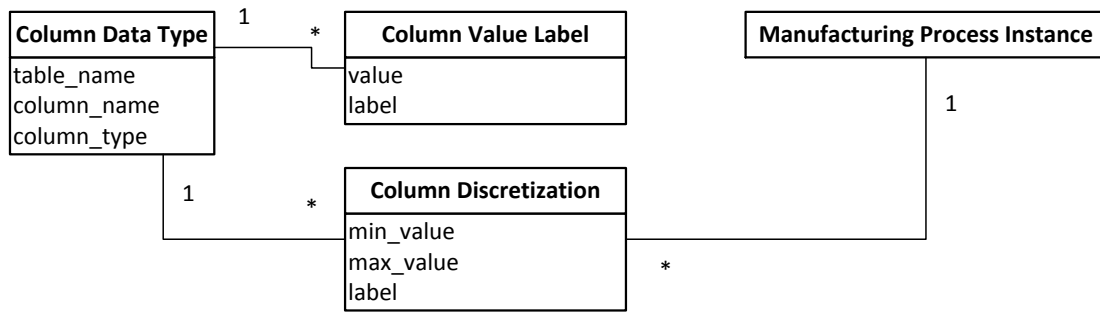 Column Data Type
table_name
column_name
column_type
1
*
Column Value Label
value
label
Manufacturing Process Instance
1
1
*
Column Discretization
min_value
max_value
label
*